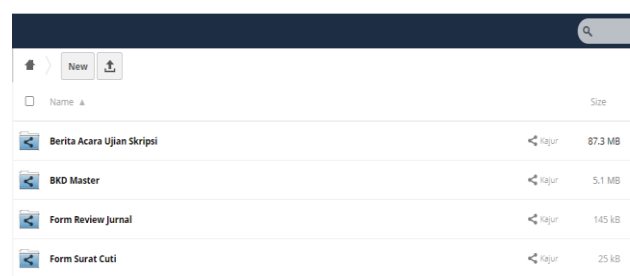 New
Name Size
Berita Acara Ujian Skripsi Kajur 87.3 MB
BKD Master Kajur 5.1 MB
Form Review Jurnal Kajur 145 kB
Form Surat Cuti Kajur 25 kB